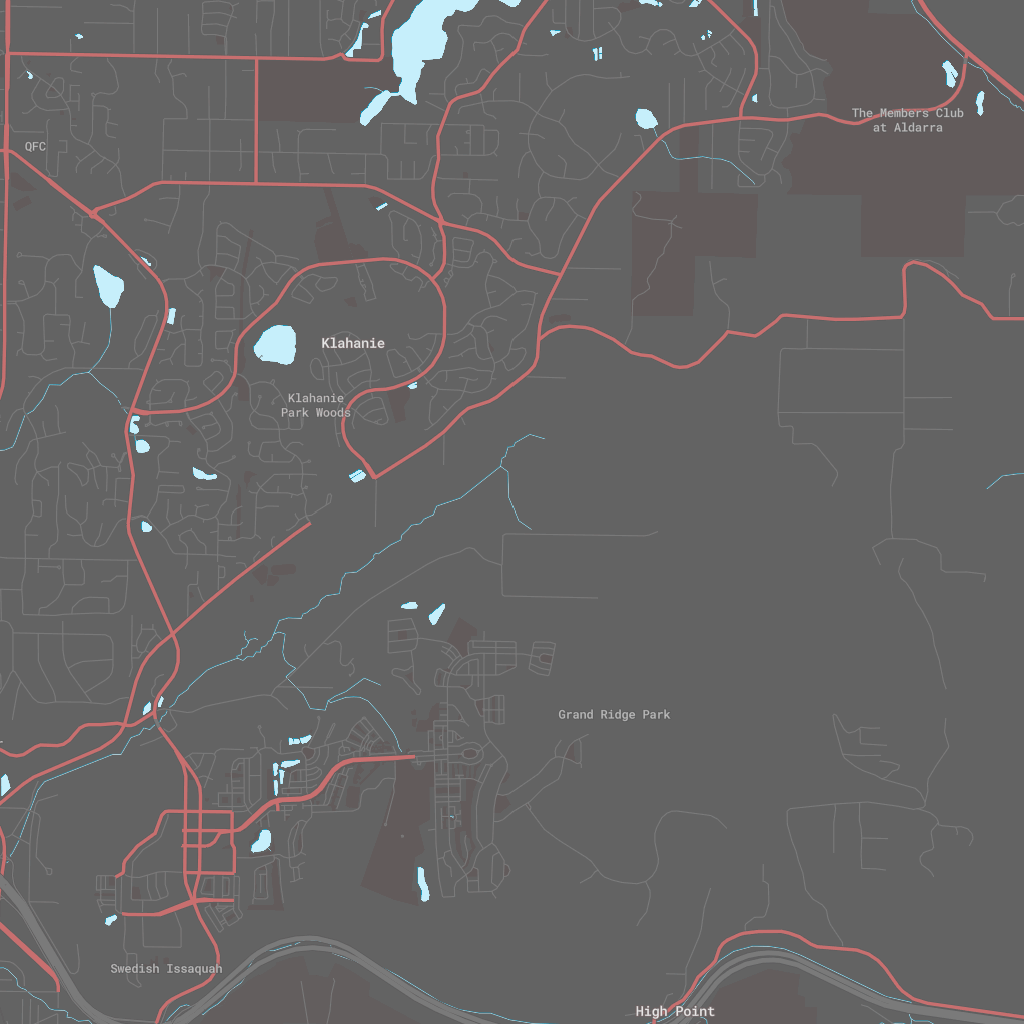 The Members Club
at Aldarra
QFC
Klahanie
Klahanie
Park Woods
Grand Ridge Park
Swedish Issaquah
High Point